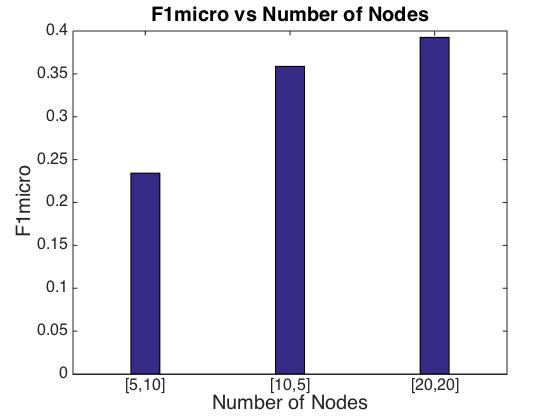 F1micro vs Number of Nodes
0.4
0.35
0.3
0.25
0.2
0.15
0.1
0.05
0
F1micro
[5,10] [10,5] [20,20]
Number of Nodes